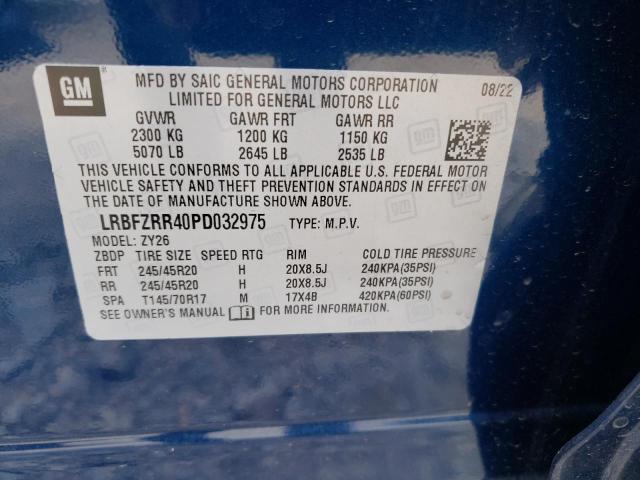 GM
MFD BY SAIC GENERAL MOTORS CORPORATION 08/22
LIMITED FOR GENERAL MOTORS LLC
GVWR GAWR FRT GAWR RR
2300 KG 1200 KG 1150 KG
5070 LB 2645 LB 2535 LB
THIS VEHICLE CONFORMS TO ALL APPLICABLE U.S. FEDERAL MOTOR
VEHICLE SAFETY AND THEFT PREVENTION STANDARDS IN EFFECT ON
THE DATE OF MANUFACTURE SHOWN ABOVE.
LRBFZRR40PD032975 TYPE: M.P.V.
MODEL: ZY26
ZBDP TIRE SIZE SPEED RTG RIM COLD TIRE PRESSURE
FRT 245/45R20 H 20X8.5J 240KPA(35PSI)
RR 245/45R20 H 20X8.5J 240KPA(35PSI)
SPA T145/70R17 M 17X4B 420KPA(60PSI)
SEE OWNER'S MANUAL FOR MORE INFORMATION.